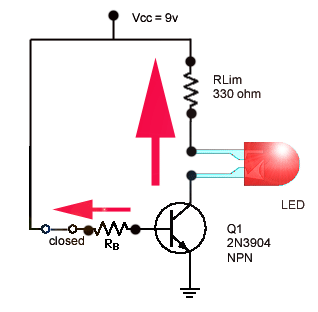 Vcc = 9v
RLim
330 ohm
LED
closed
RB
Q1
2N3904
NPN